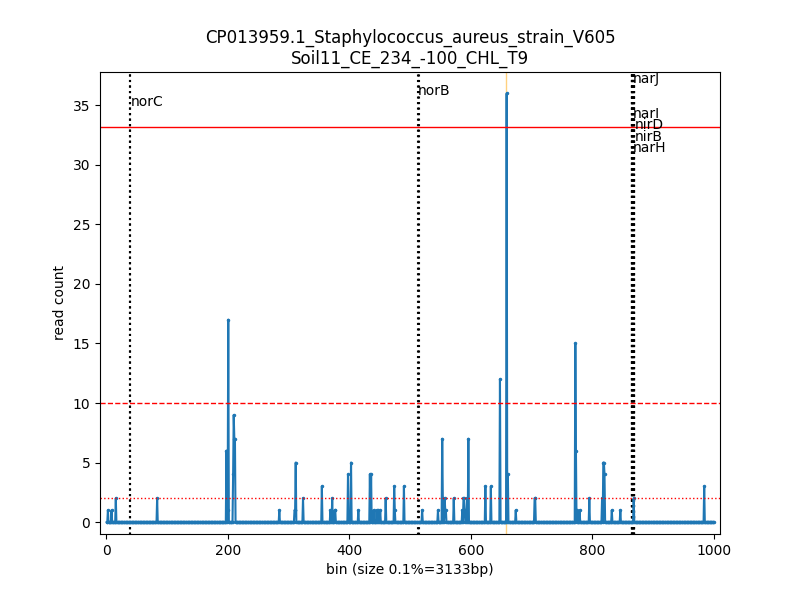 CP013959.1_Staphylococcus_aureus_strain_V605
Soil11_CE_234_-100_CHL_T9
narJ
norB
norC
narI
nirD
nirB
narH
35
30
25
20
15
10
5
0
read count
0 200 400 600 800 1000
bin (size 0.1%=3133bp)